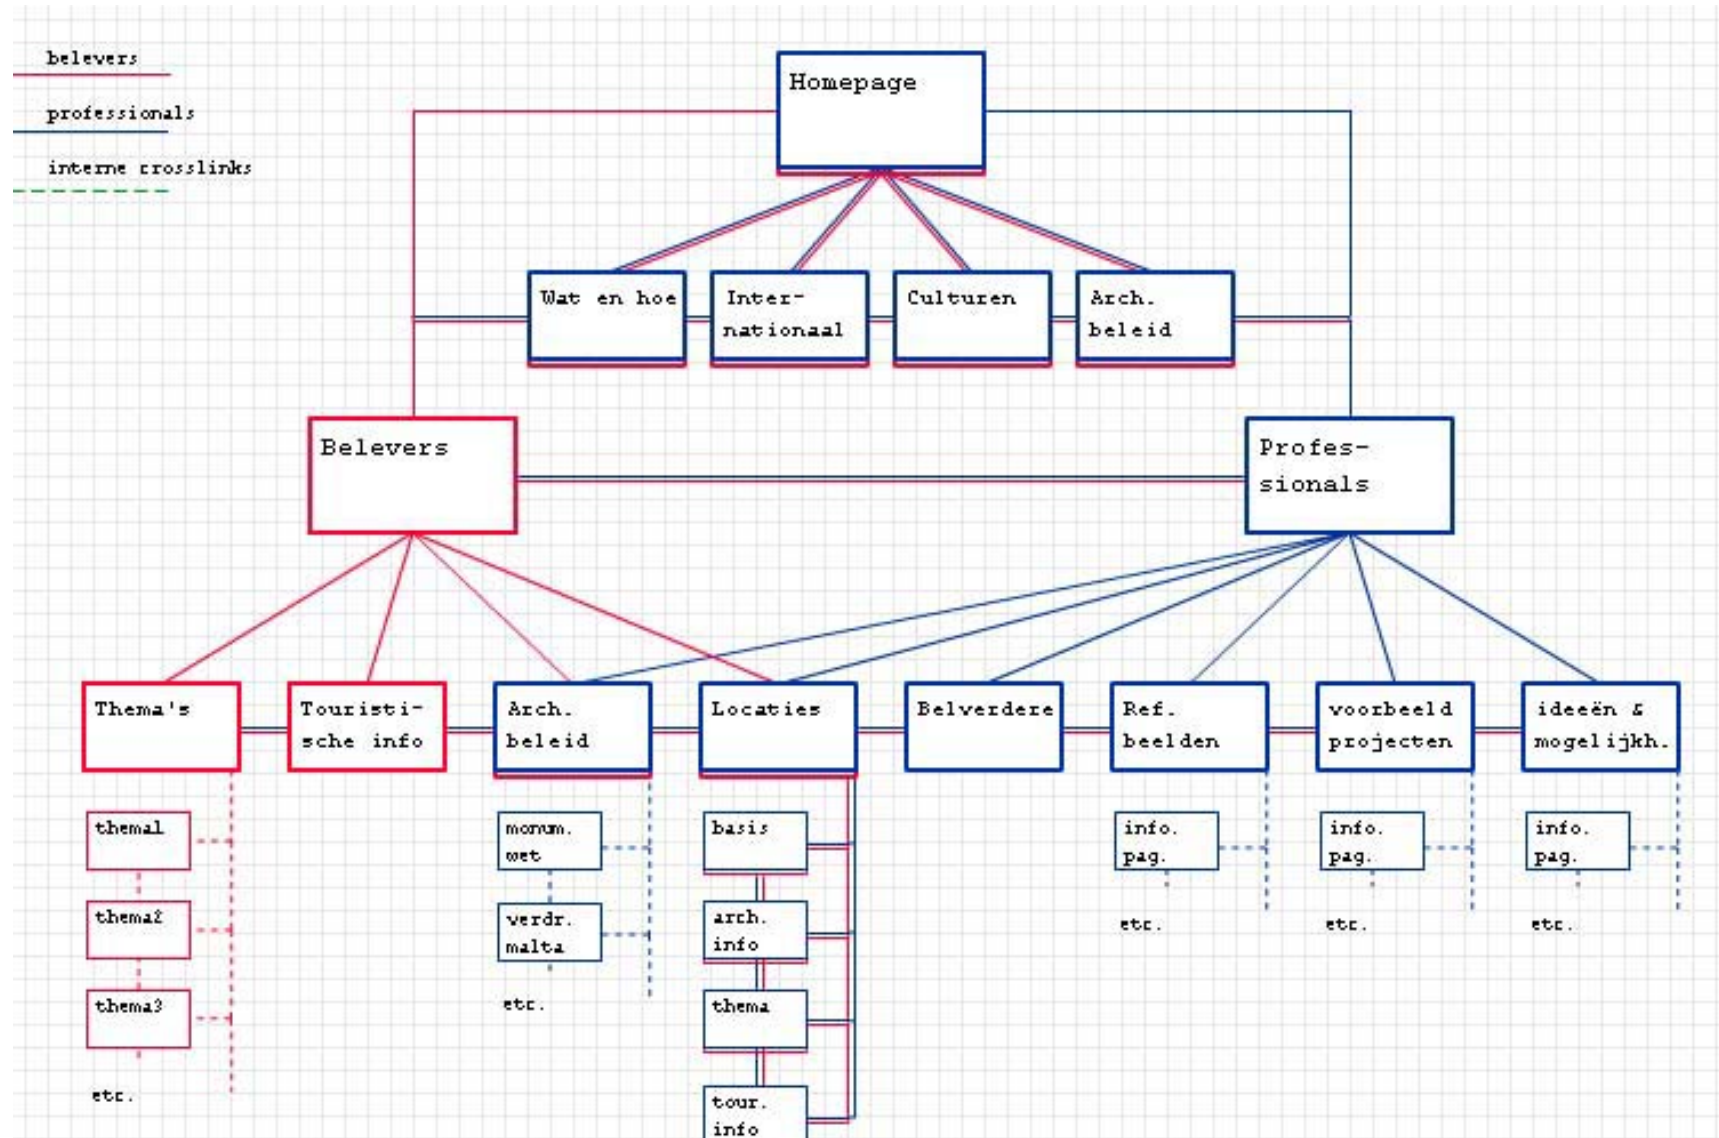 belevers
professionals
interne crosslinks
Homepage
Wat en hoe
Inter-
nationaal
Culturen
Arch.
beleid
Belevers
Profes-
sionals
Thema's
Touristi-
sche info
Arch.
beleid
Locaties
Belverdere
Ref.
beelden
voorbeeld
projecten
ideeën &
mogelijkh.
thema1
thema2
thema3
etc.
monum.
wet
verdr.
malta
etc.
basis
arch.
info
thema
tour.
info
info.
pag.
etc.
info.
pag.
etc.
info.
pag.
etc.